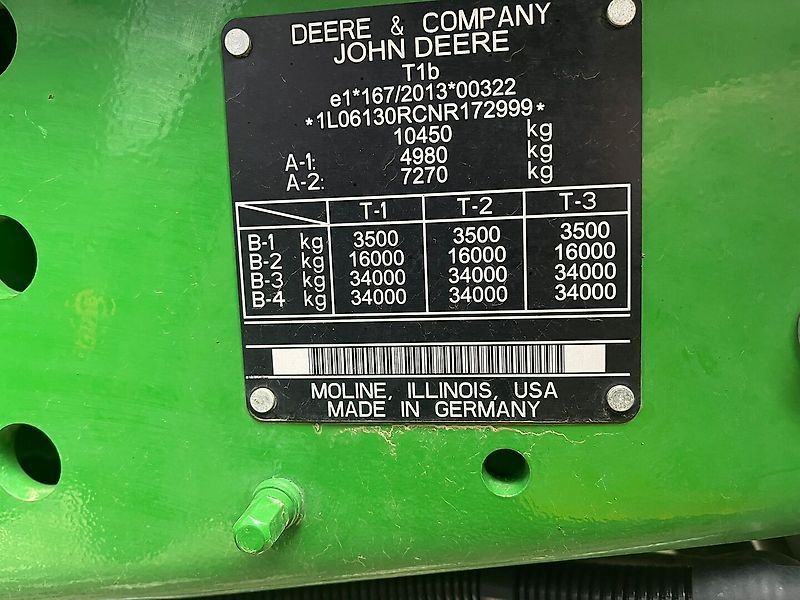 DEERE & COMPANY
JOHN DEERE
T1b
e1*167/2013*00322
*1L06130RCNR172999*
10450 kg
A-1: 4980 kg
A-2: 7270 kg
T-1 T-2 T-3
B-1 kg 3500 3500 3500
B-2 kg 16000 16000 16000
B-3 kg 34000 34000 34000
B-4 kg 34000 34000 34000
MOLINE, ILLINOIS, USA
MADE IN GERMANY